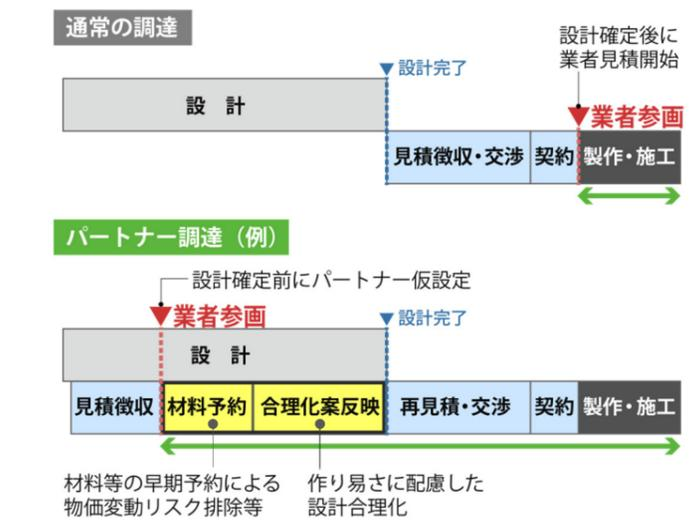 通常の調達
設計確定後に
業者見積開始
設計完了
業者参画
設 計
見積徴収・交渉
契約
製作・施工
パートナー調達（例）
設計確定前にパートナー仮設定
業者参画
設計完了
設 計
見積徴収
材料予約
合理化案反映
再見積・交渉
契約
製作・施工
材料等の早期予約による
物価変動リスク排除等
作り易さに配慮した
設計合理化